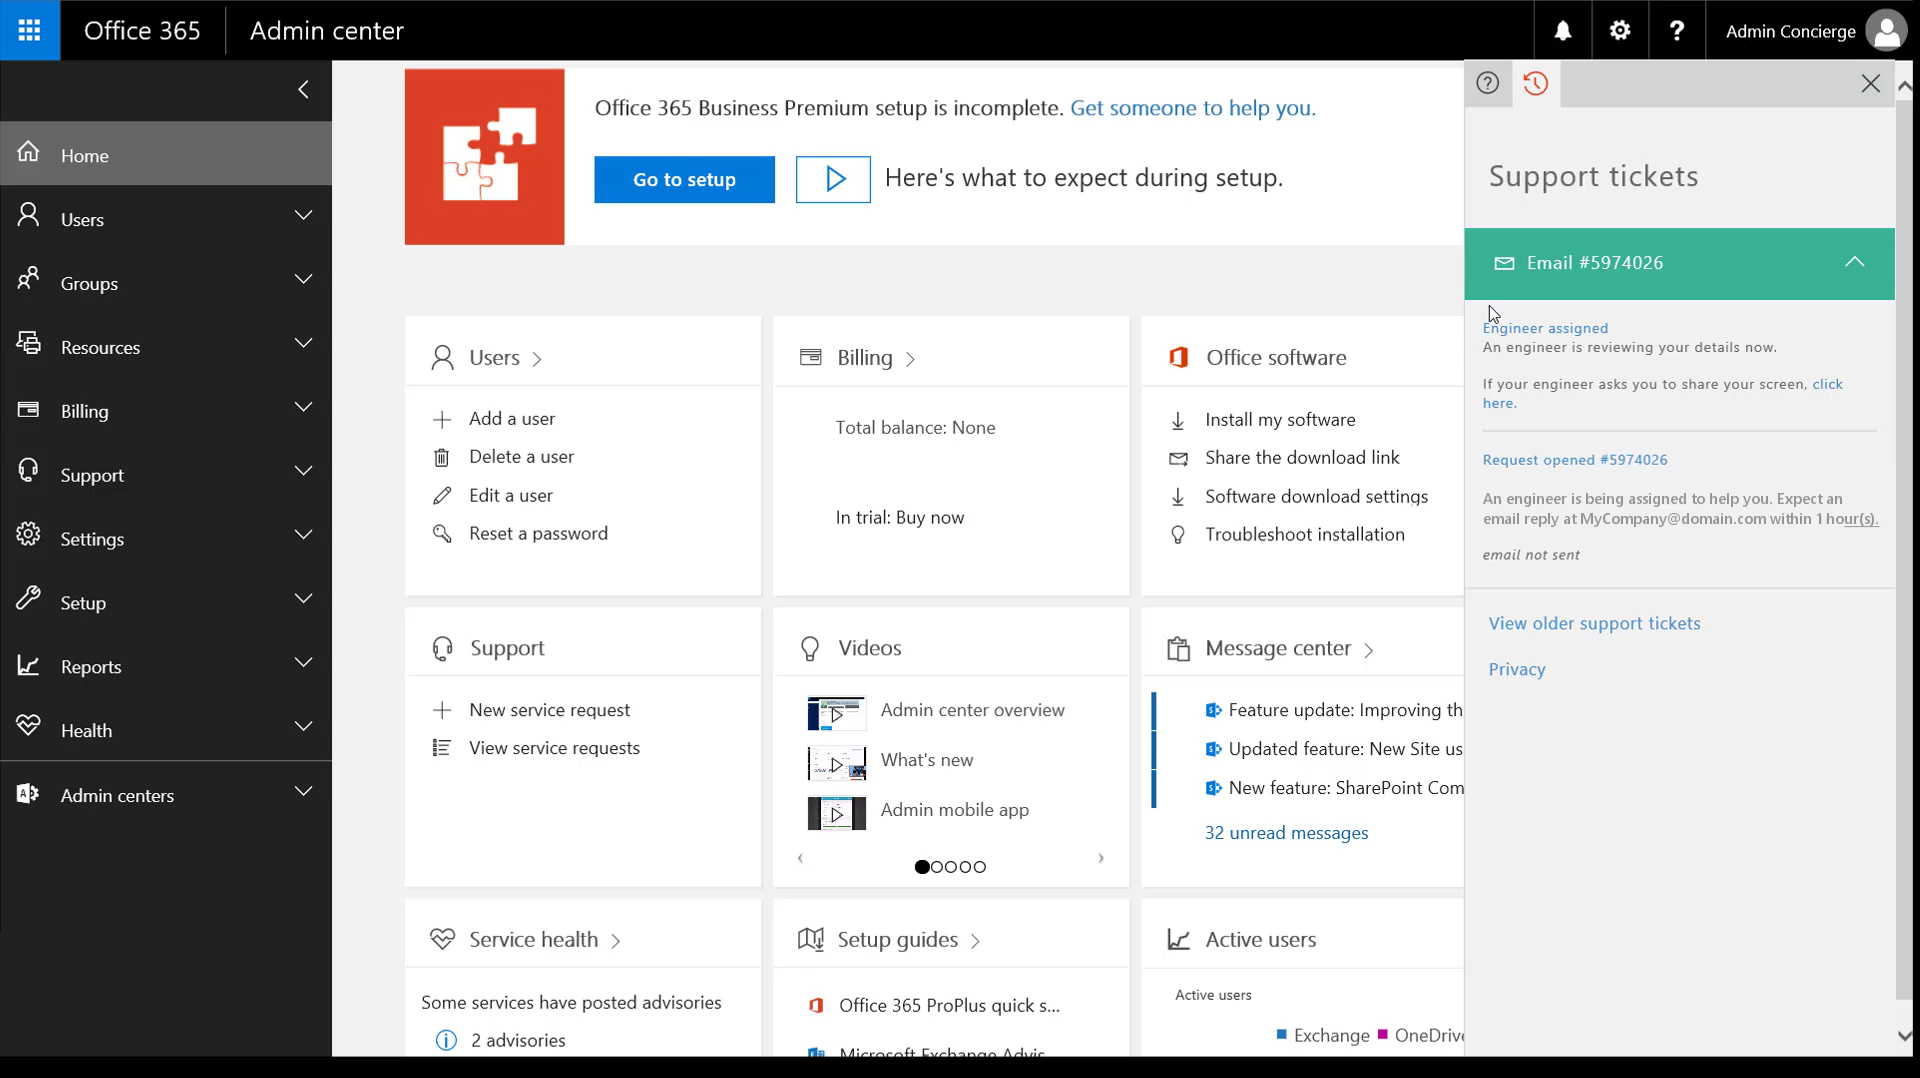 Office 365
Admin center
Admin Concierge
Home
Users
Groups
Resources
Billing
Support
Settings
Setup
Reports
Health
Admin centers
Office 365 Business Premium setup is incomplete. Get someone to help you.
Go to setup
Here's what to expect during setup.
Users
Add a user
Delete a user
Edit a user
Reset a password
Billing
Total balance: None
In trial: Buy now
Office software
Install my software
Share the download link
Software download settings
Troubleshoot installation
Support
New service request
View service requests
Videos
Admin center overview
What's new
Admin mobile app
Message center
Feature update: Improving th
Updated feature: New Site us
New feature: SharePoint Com
32 unread messages
Service health
Some services have posted advisories
2 advisories
Setup guides
Office 365 ProPlus quick s...
Microsoft Exchange Advis
Active users
Active users
Exchange
OneDrive
Support tickets
Email #5974026
Engineer assigned
An engineer is reviewing your details now.
If your engineer asks you to share your screen, click
here.
Request opened #5974026
An engineer is being assigned to help you. Expect an
email reply at MyCompany@domain.com within 1 hour(s).
email not sent
View older support tickets
Privacy